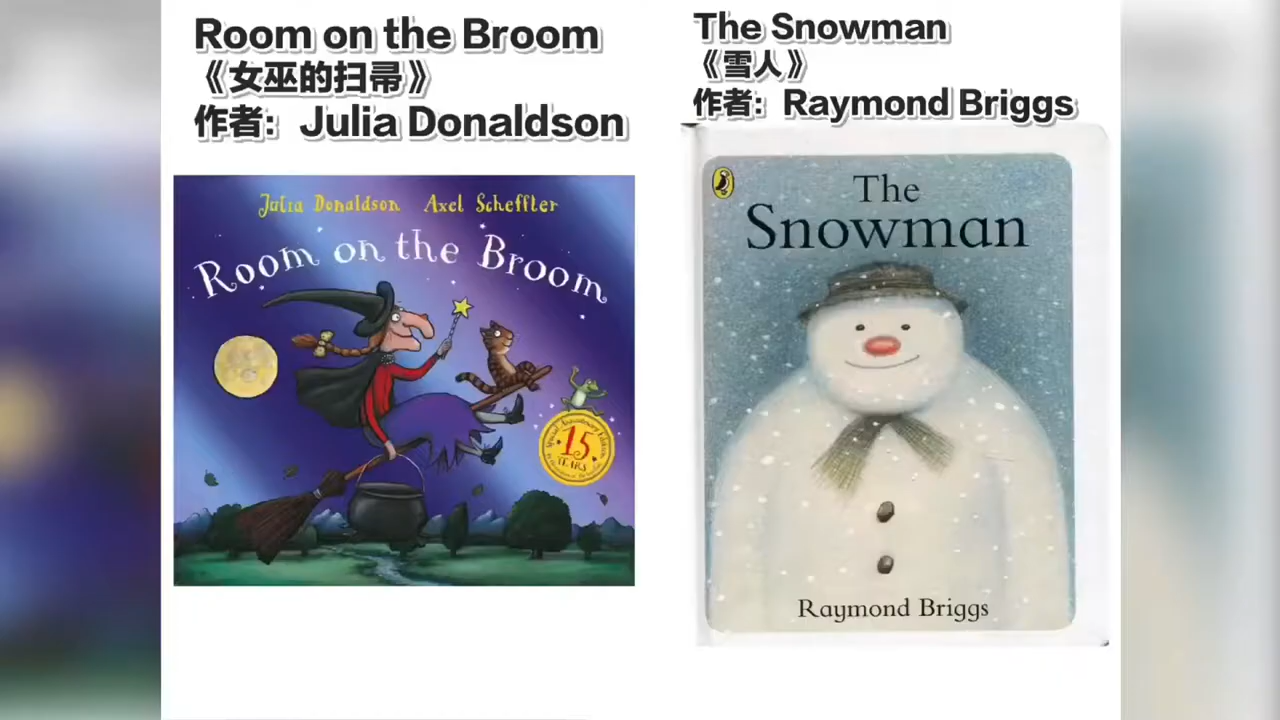 Room on the Broom
《女巫的扫帚》
作者：Julia Donaldson
Julia Donaldson Axel Scheffler
Room on the Broom
15
YEARS
The Snowman
《雪人》
作者：Raymond Briggs
The
Snowman
Raymond Briggs